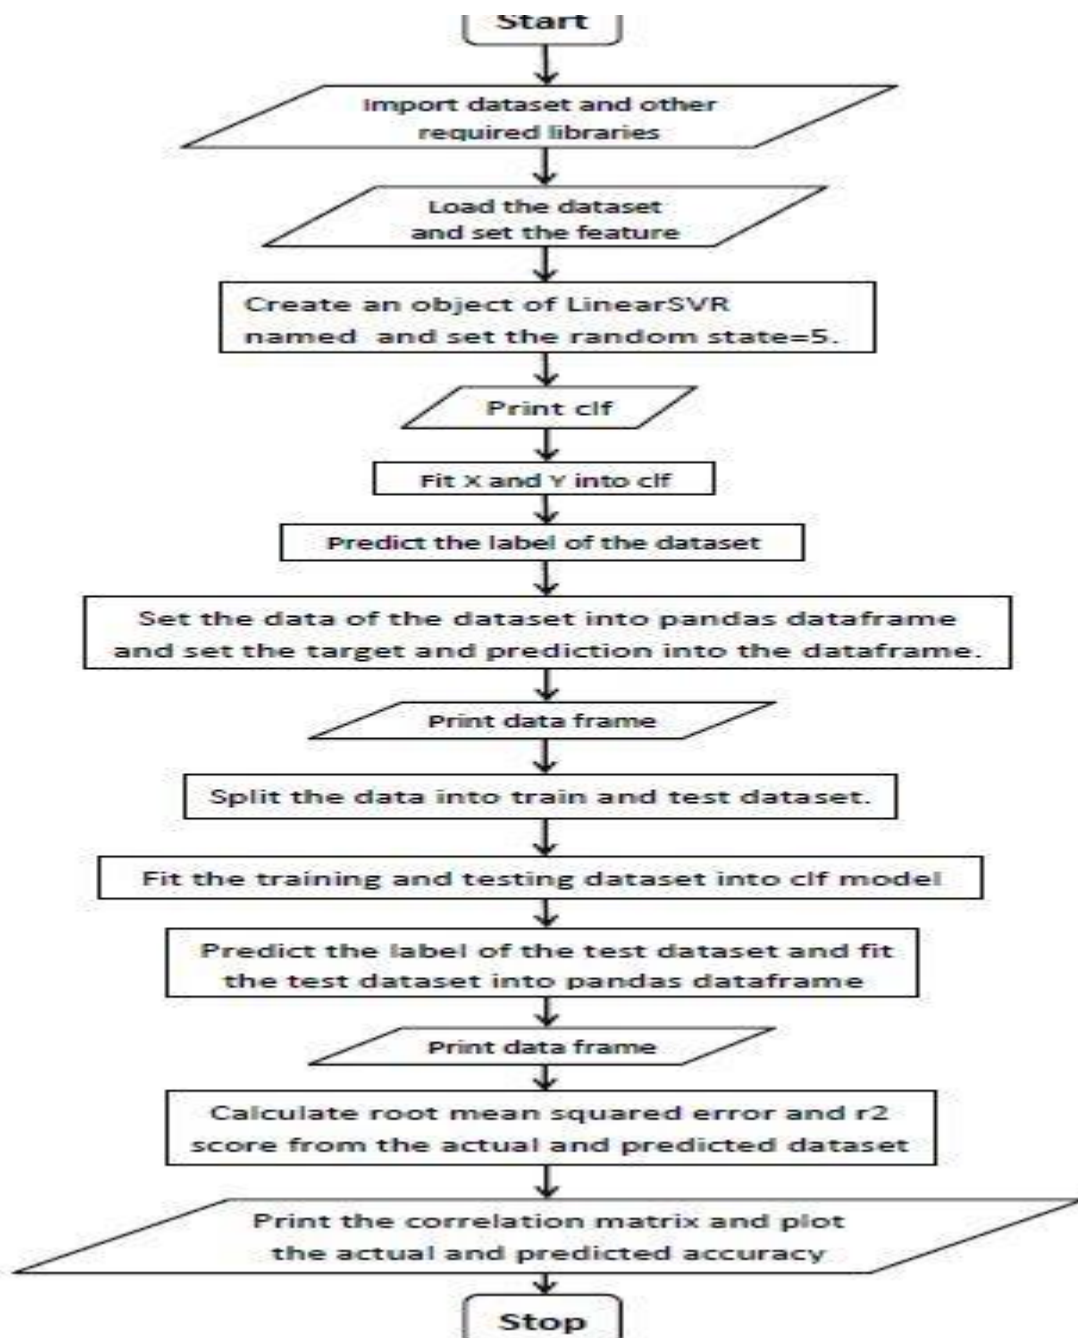 Start
Import dataset and other
required libraries
Load the dataset
and set the feature
Create an object of LinearSVR
named and set the random state=5.
Print clf
Fit X and Y into clf
Predict the label of the dataset
Set the data of the dataset into pandas dataframe
and set the target and prediction into the dataframe.
Print data frame
Split the data into train and test dataset.
Fit the training and testing dataset into clf model
Predict the label of the test dataset and fit
the test dataset into pandas dataframe
Print data frame
Calculate root mean squared error and r2
score from the actual and predicted dataset
Print the correlation matrix and plot
the actual and predicted accuracy
Stop